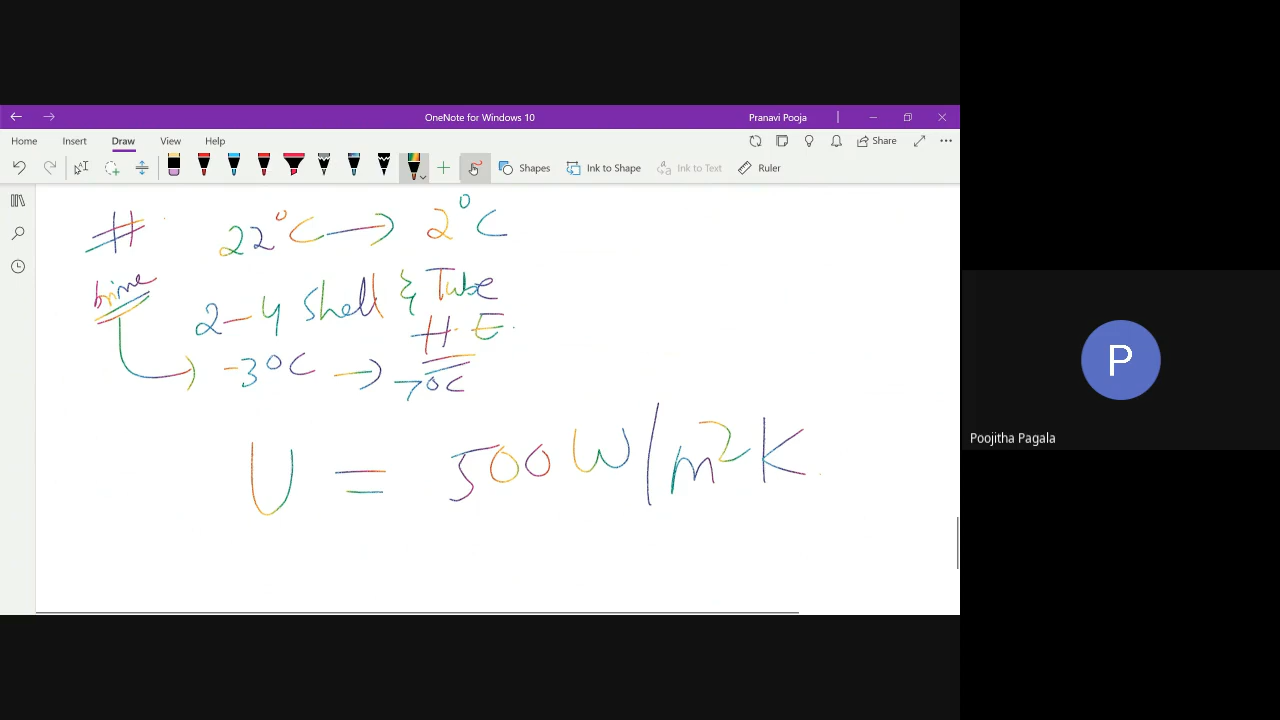 OneNote for Windows 10
Pranavi Pooja
Home Insert Draw View Help
Share
Shapes Ink to Shape Ink to Text Ruler
# 22°C → 2°C
brine
2-4 Shell & Tube
H.E
-3°C → 7°C
U = 500 W/m²K
P
Poojitha Pagala